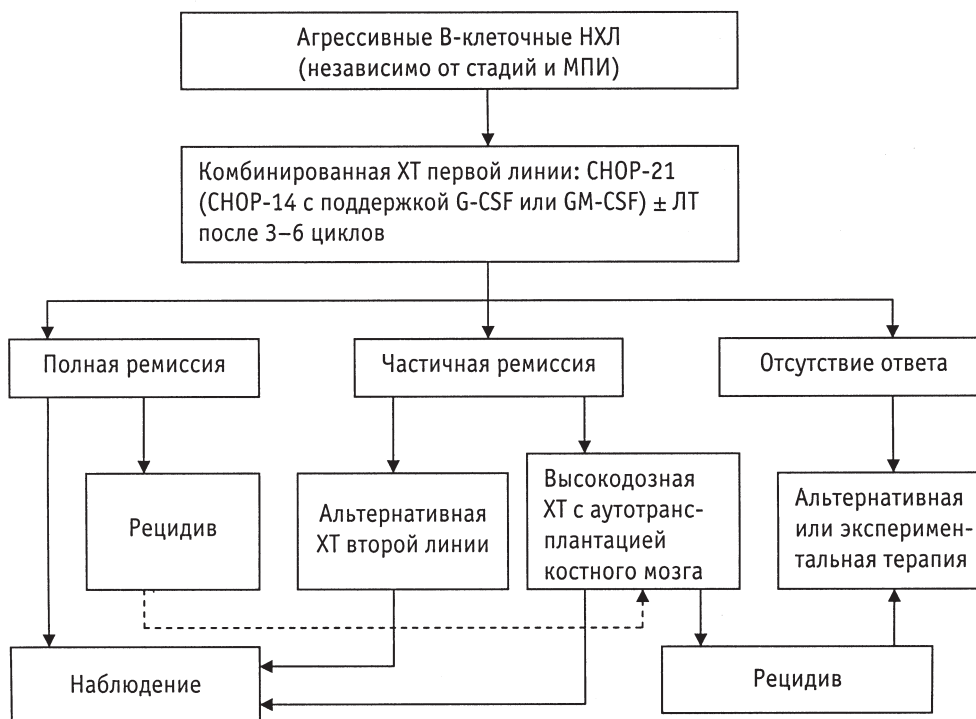 Агрессивные В-клеточные НХЛ
(независимо от стадий и МПИ)
Комбинированная ХТ первой линии: CHOP-21
(CHOP-14 с поддержкой G-CSF или GM-CSF) ± ЛТ
после 3–6 циклов
Полная ремиссия
Частичная ремиссия
Отсутствие ответа
Рецидив
Альтернативная
ХТ второй линии
Высокодозная
ХТ с аутотранс-
плантацией
костного мозга
Альтернативная
или эксперимен-
тальная терапия
Наблюдение
Рецидив